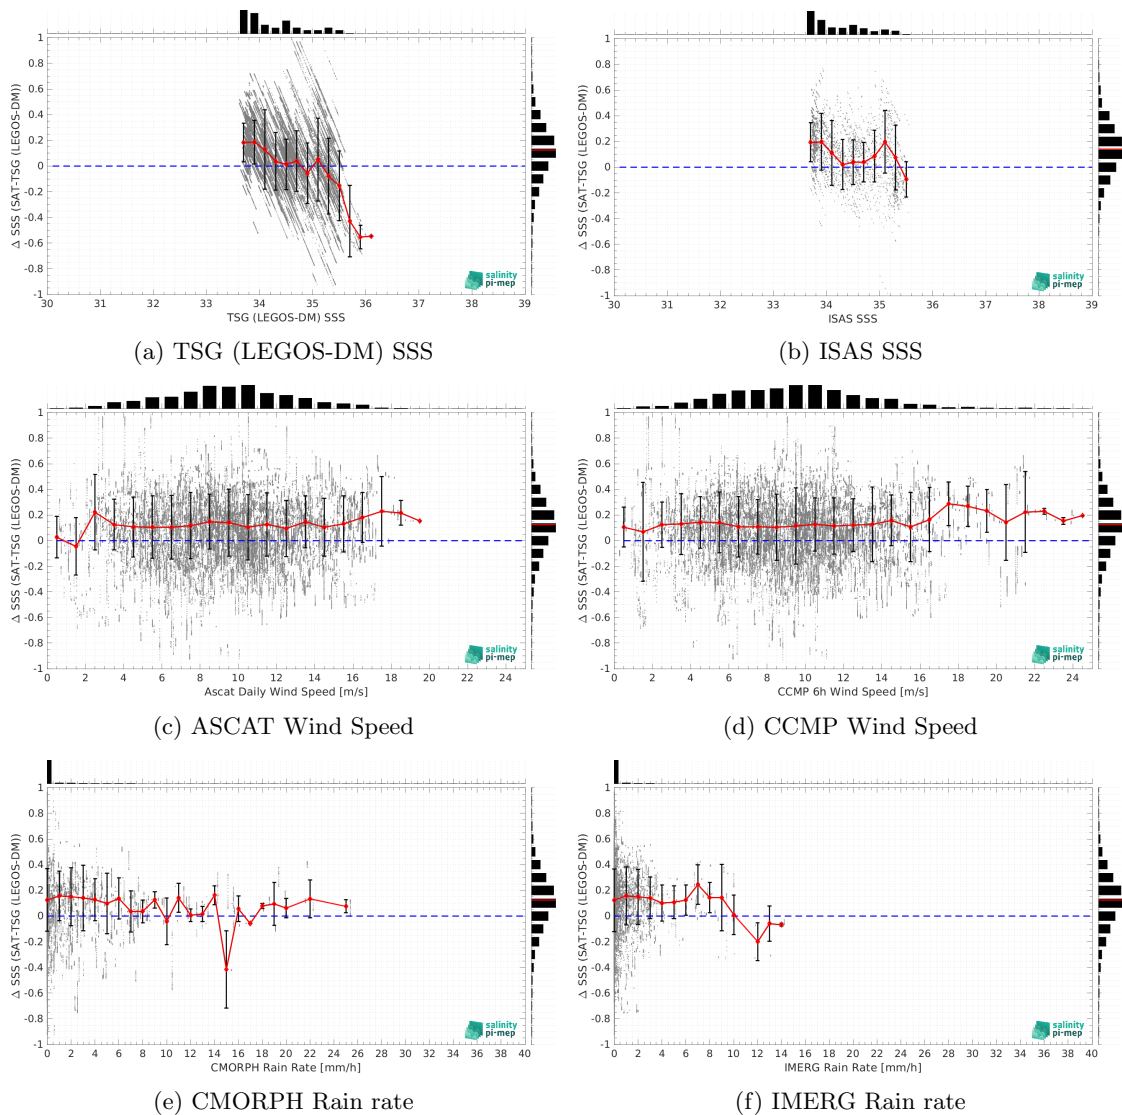 1
0.8
0.6
0.4
0.2
0
-0.2
-0.4
-0.6
-0.8
-1
Δ SSS (SAT-TSG (LEGOS-DM))
30 31 32 33 34 35 36 37 38 39
TSG (LEGOS-DM) SSS
salinity
pi-mep
(a) TSG (LEGOS-DM) SSS
1
0.8
0.6
0.4
0.2
0
-0.2
-0.4
-0.6
-0.8
-1
Δ SSS (SAT-TSG (LEGOS-DM))
30 31 32 33 34 35 36 37 38 39
ISAS SSS
salinity
pi-mep
(b) ISAS SSS
1
0.8
0.6
0.4
0.2
0
-0.2
-0.4
-0.6
-0.8
-1
Δ SSS (SAT-TSG (LEGOS-DM))
0 2 4 6 8 10 12 14 16 18 20 22 24
Ascat Daily Wind Speed [m/s]
salinity
pi-mep
(c) ASCAT Wind Speed
1
0.8
0.6
0.4
0.2
0
-0.2
-0.4
-0.6
-0.8
-1
Δ SSS (SAT-TSG (LEGOS-DM))
0 2 4 6 8 10 12 14 16 18 20 22 24
CCMP 6h Wind Speed [m/s]
salinity
pi-mep
(d) CCMP Wind Speed
1
0.8
0.6
0.4
0.2
0
-0.2
-0.4
-0.6
-0.8
-1
Δ SSS (SAT-TSG (LEGOS-DM))
0 2 4 6 8 10 12 14 16 18 20 22 24 26 28 30 32 34 36 38 40
CMORPH Rain Rate [mm/h]
salinity
pi-mep
(e) CMORPH Rain rate
1
0.8
0.6
0.4
0.2
0
-0.2
-0.4
-0.6
-0.8
-1
Δ SSS (SAT-TSG (LEGOS-DM))
0 2 4 6 8 10 12 14 16 18 20 22 24 26 28 30 32 34 36 38 40
IMERG Rain Rate [mm/h]
salinity
pi-mep
(f) IMERG Rain rate